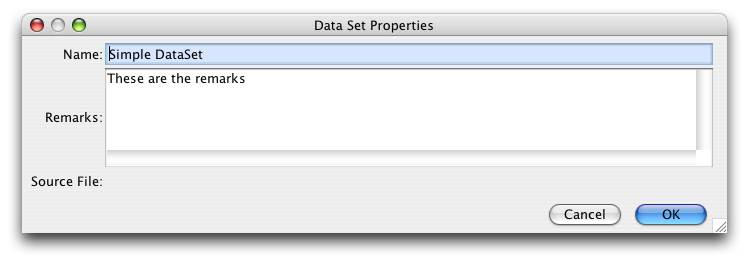 Data Set Properties
Name: Simple DataSet
These are the remarks
Remarks:
Source File:
Cancel OK